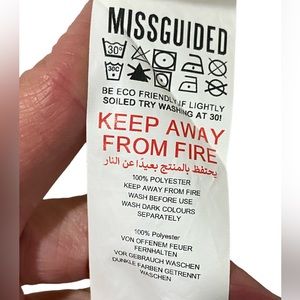 MISSGUIDED
30°
30C
BE ECO FRIENDLY IF LIGHTLY
SOILED TRY WASHING AT 30!
KEEP AWAY
FROM FIRE
يحتفظ بالمنتج بعيدًا عن النار
100% POLYESTER
KEEP AWAY FROM FIRE
WASH BEFORE USE
WASH DARK COLOURS
SEPARATELY
100% Polyester
VON OFFENEM FEUER
FERNHALTEN
VOR GEBRAUCH WASCHEN
DUNKLE FARBEN GETRENNT
WASCHEN